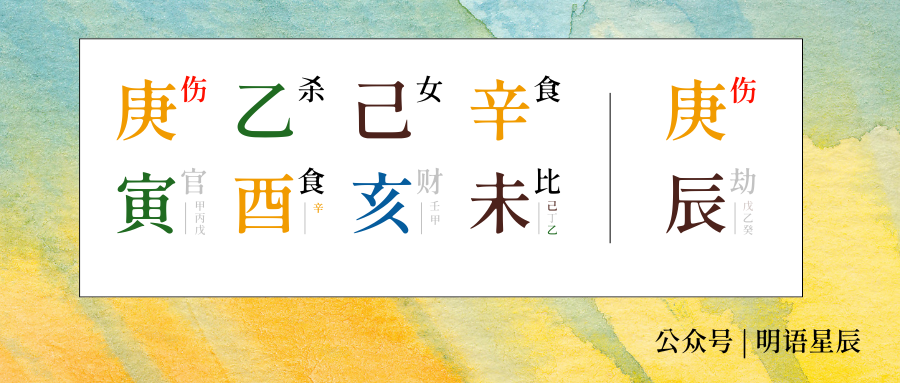 庚伤 乙杀 己女 辛食 庚伤
寅官 酉食 亥财 未比 辰劫
甲丙戊 辛 壬甲 己丁乙 戊乙癸
公众号 | 明语星辰